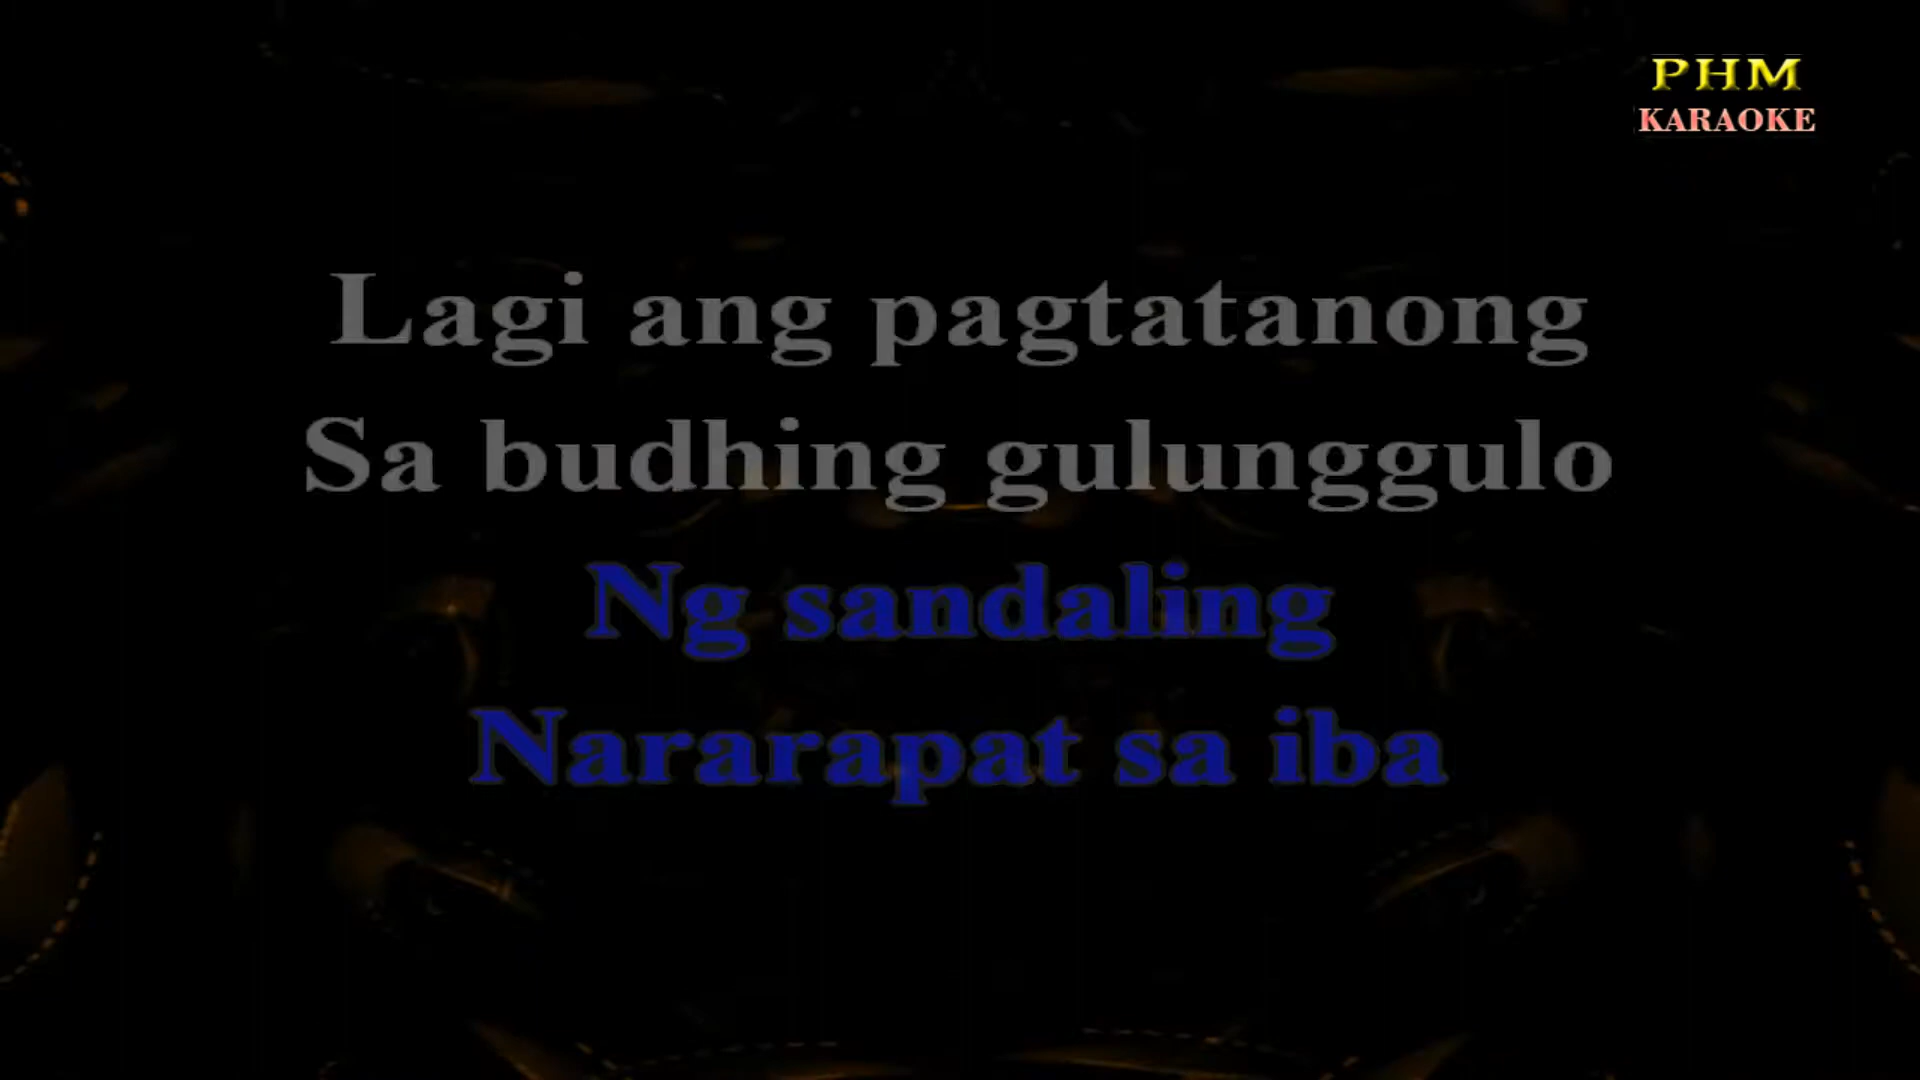 PHM
KARAOKE
Lagi ang pagtatanong
Sa budhing gulunggulo
Ng sandaling
Nararapat sa iba